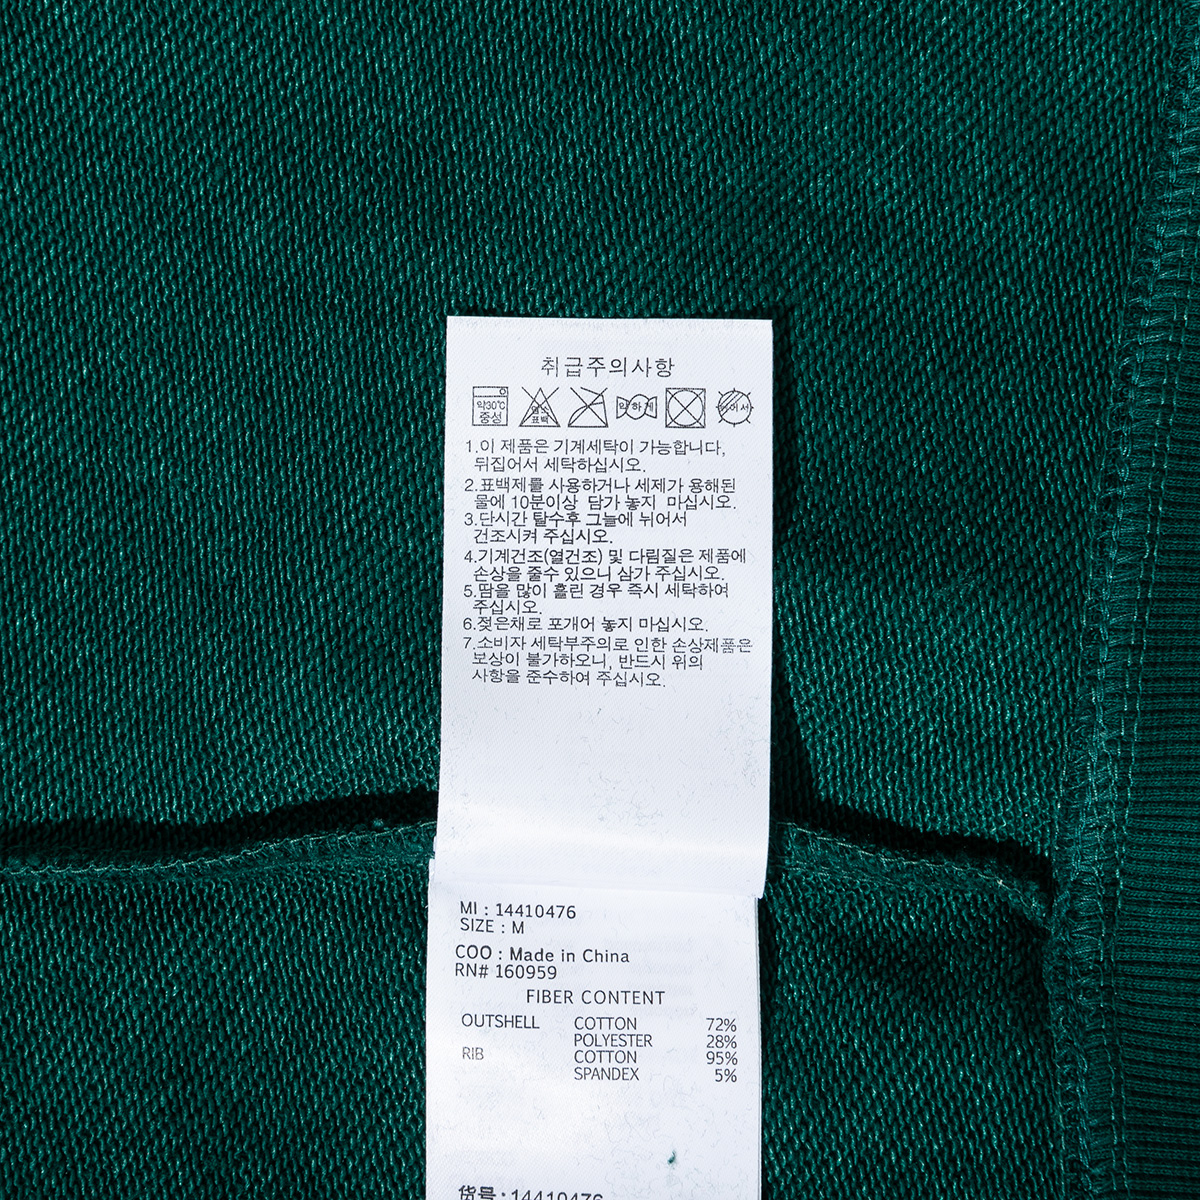 취급주의사항
약30℃ 중성
염소 표백
약하게
뉘어서
1.이 제품은 기계세탁이 가능합니다,
뒤집어서 세탁하십시오.
2.표백제를 사용하거나 세제가 용해된
물에 10분이상 담가 놓지 마십시오.
3.단시간 탈수후 그늘에 뉘어서
건조시켜 주십시오.
4.기계건조(열건조) 및 다림질은 제품에
손상을 줄수 있으니 삼가 주십시오.
5.땀을 많이 흘린 경우 즉시 세탁하여
주십시오.
6.젖은채로 포개어 놓지 마십시오.
7.소비자 세탁부주의로 인한 손상제품은
보상이 불가하오니, 반드시 위의
사항을 준수하여 주십시오.
MI : 14410476
SIZE : M
COO : Made in China
RN# 160959
FIBER CONTENT
OUTSHELL COTTON 72%
POLYESTER 28%
RIB COTTON 95%
SPANDEX 5%
货号 : 14410476